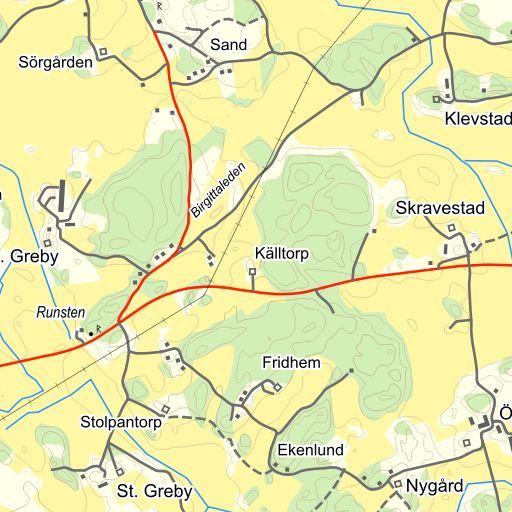 Sand
Sörgården
Klevstad
Birgittaleden
Skravestad
. Greby
Källtorp
Runsten
Fridhem
Stolpantorp
Ö
Ekenlund
St. Greby
Nygård